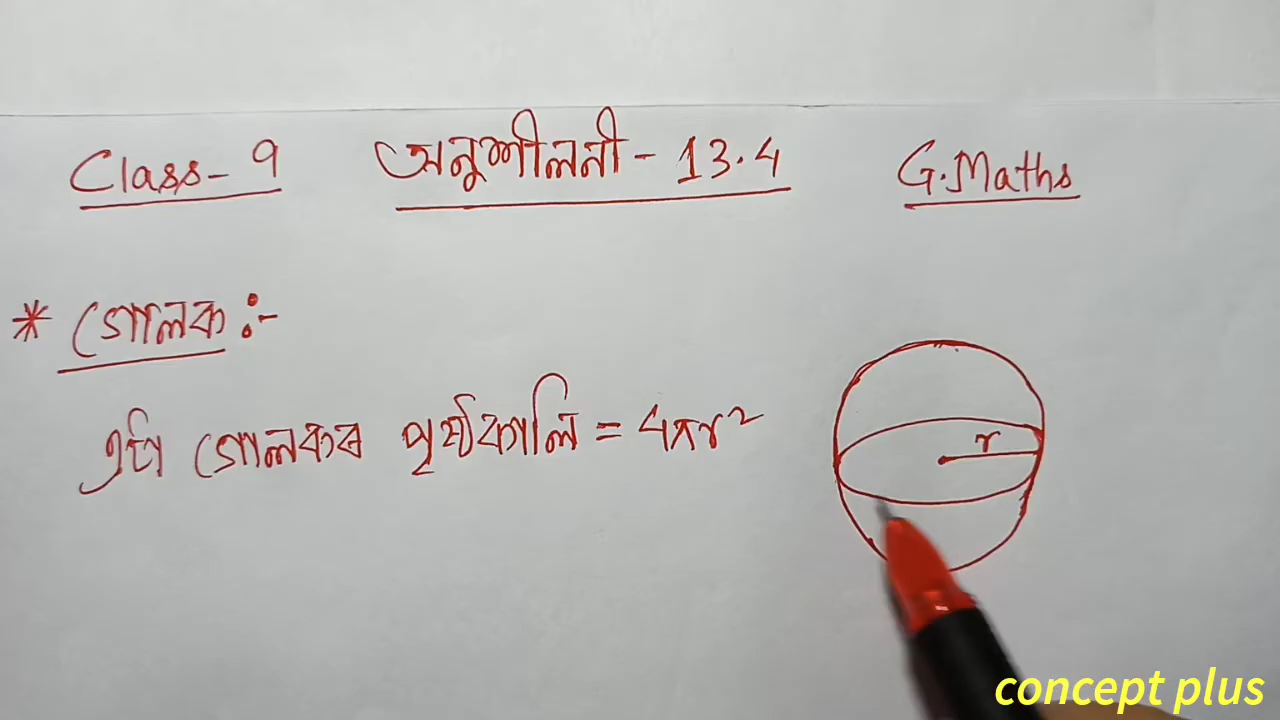 Class - 9 অনুশীলনী - 13.4 G.Maths
* গোলক :-
এটা গোলকৰ পৃষ্ঠকালি = 4πr²
r
concept plus